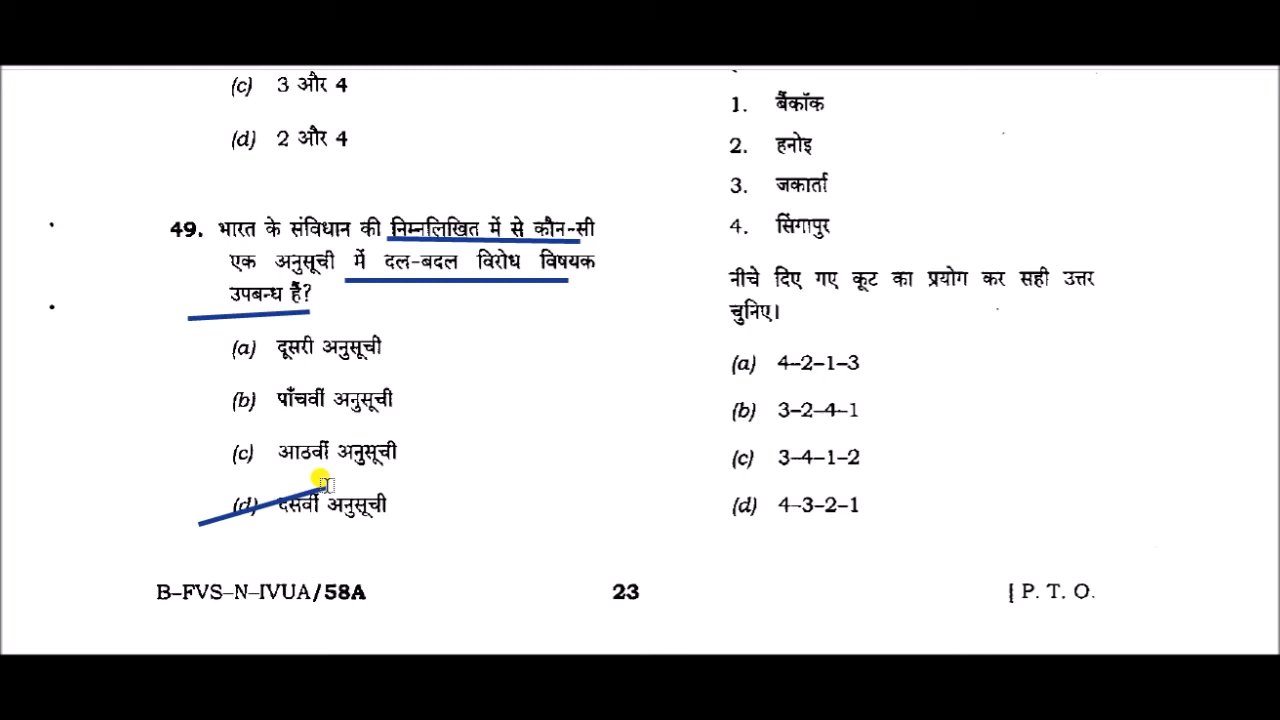 (c) 3 और 4
(d) 2 और 4
49. भारत के संविधान की निम्नलिखित में से कौन-सी
एक अनुसूची में दल-बदल विरोध विषयक
उपबन्ध हैं?
(a) दूसरी अनुसूची
(b) पाँचवीं अनुसूची
(c) आठवीं अनुसूची
(d) दसवीं अनुसूची
1. बैंकॉक
2. हनोइ
3. जकार्ता
4. सिंगापुर
नीचे दिए गए कूट का प्रयोग कर सही उत्तर
चुनिए।
(a) 4–2–1–3
(b) 3–2–4–1
(c) 3–4–1–2
(d) 4–3–2–1
B–FVS–N–IVUA/58A 23 [ P. T. O.